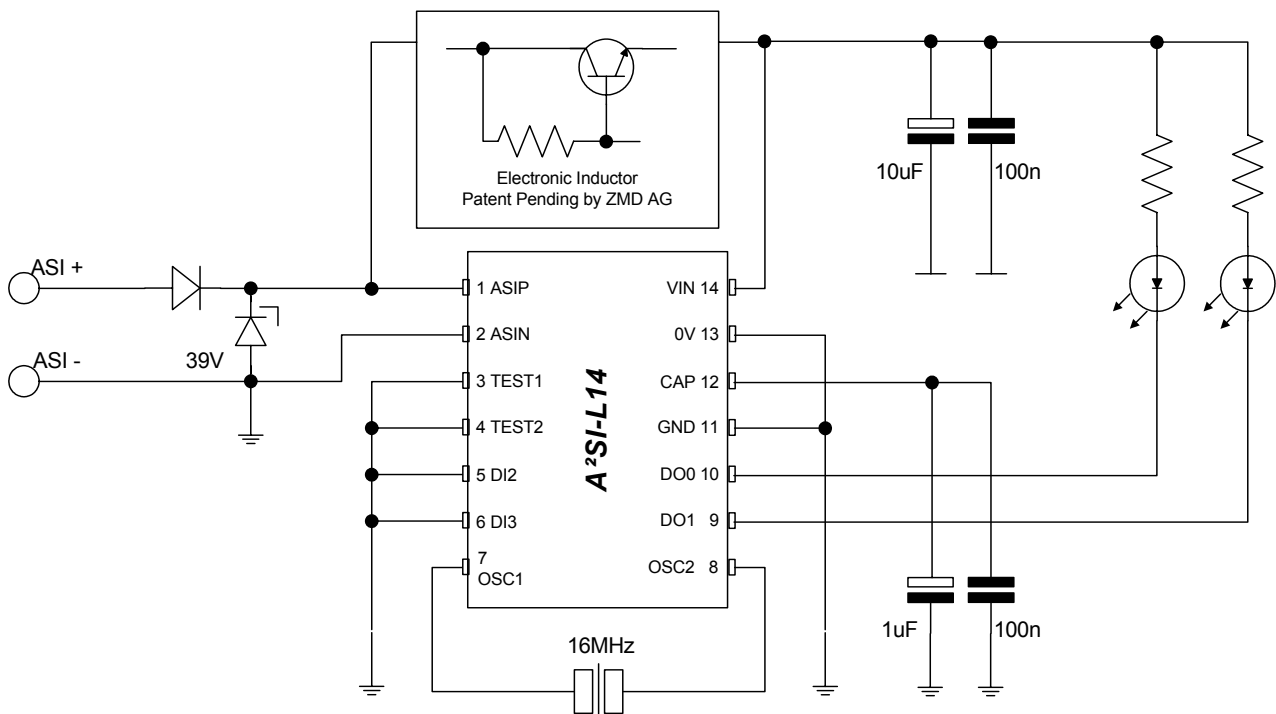 Electronic Inductor
Patent Pending by ZMD AG
10uF
100n
ASI +
ASI -
39V
1 ASIP
2 ASIN
3 TEST1
4 TEST2
5 DI2
6 DI3
7
OSC1
A²SI-L14
VIN 14
0V 13
CAP 12
GND 11
DO0 10
DO1 9
OSC2 8
16MHz
1uF
100n